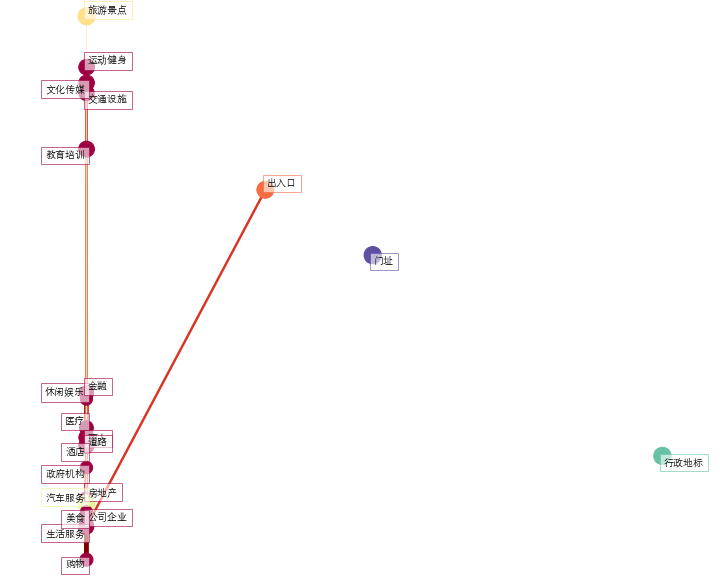 旅游景点
运动健身
文化传媒
交通设施
教育培训
出入口
门址
金融
休闲娱乐
医疗
道路
酒店
行政地标
政府机构
房地产
汽车服务
美食
公司企业
生活服务
购物